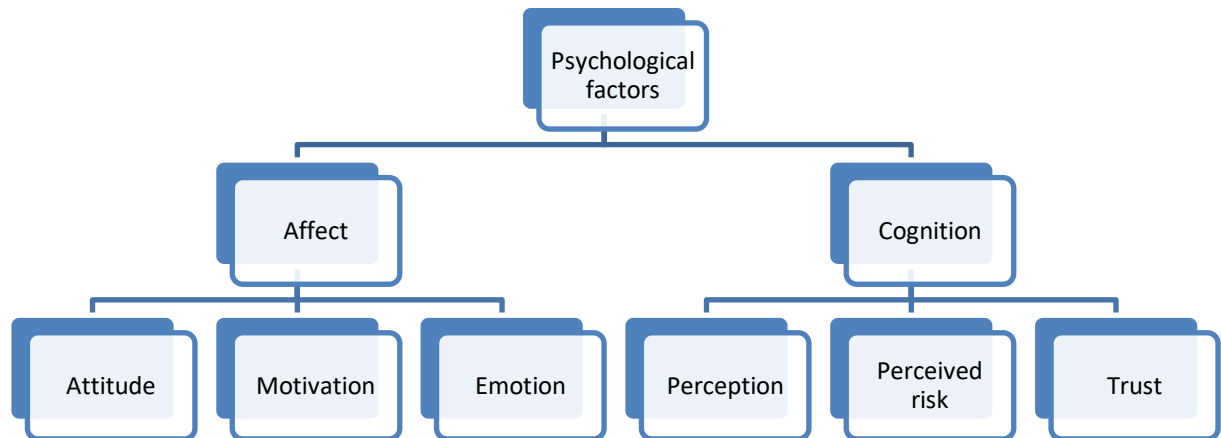 Psychological
factors
Affect
Cognition
Attitude
Motivation
Emotion
Perception
Perceived
risk
Trust